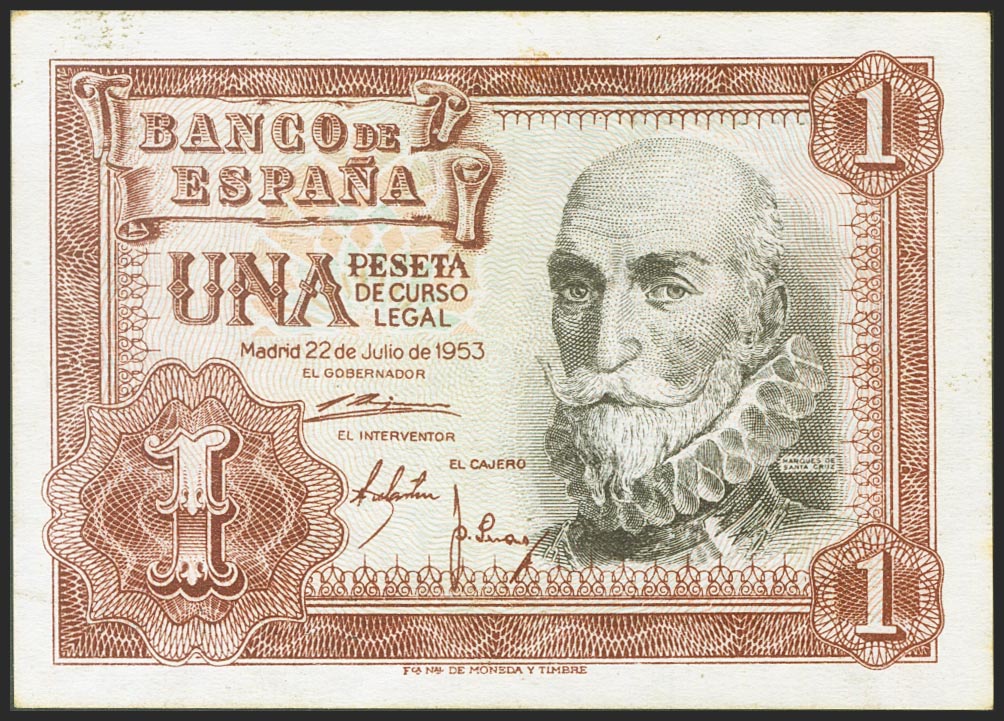 BANCO DE
ESPAÑA
1
UNA PESETA
DE CURSO
LEGAL
Madrid 22 de Julio de 1953
EL GOBERNADOR
EL INTERVENTOR
EL CAJERO
MARQUES DE
SANTA CRUZ
1
1
FCA NAL DE MONEDA Y TIMBRE